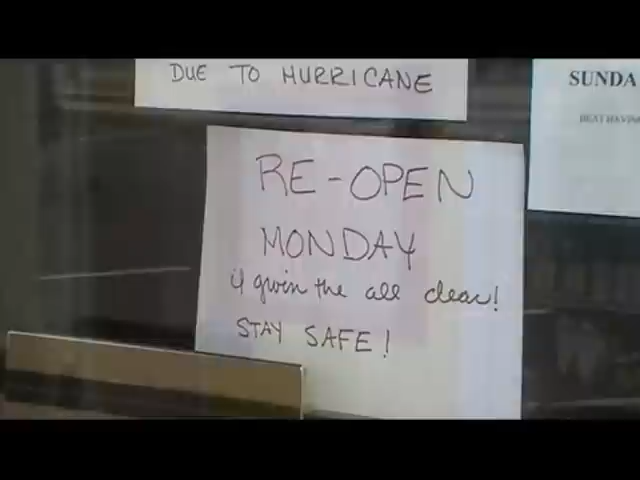 DUE TO HURRICANE
RE-OPEN
MONDAY
if given the all clear!
STAY SAFE!
SUNDA